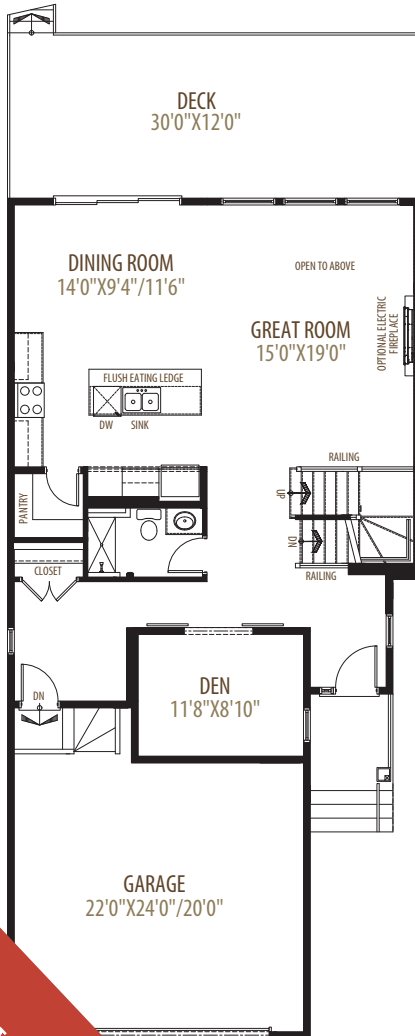 DECK
30'0"X12'0"
DINING ROOM
14'0"X9'4"/11'6"
OPEN TO ABOVE
GREAT ROOM
15'0"X19'0"
OPTIONAL ELECTRIC
FIREPLACE
FLUSH EATING LEDGE
DW
SINK
RAILING
UP
PANTRY
DN
RAILING
CLOSET
DN
DEN
11'8"X8'10"
GARAGE
22'0"X24'0"/20'0"